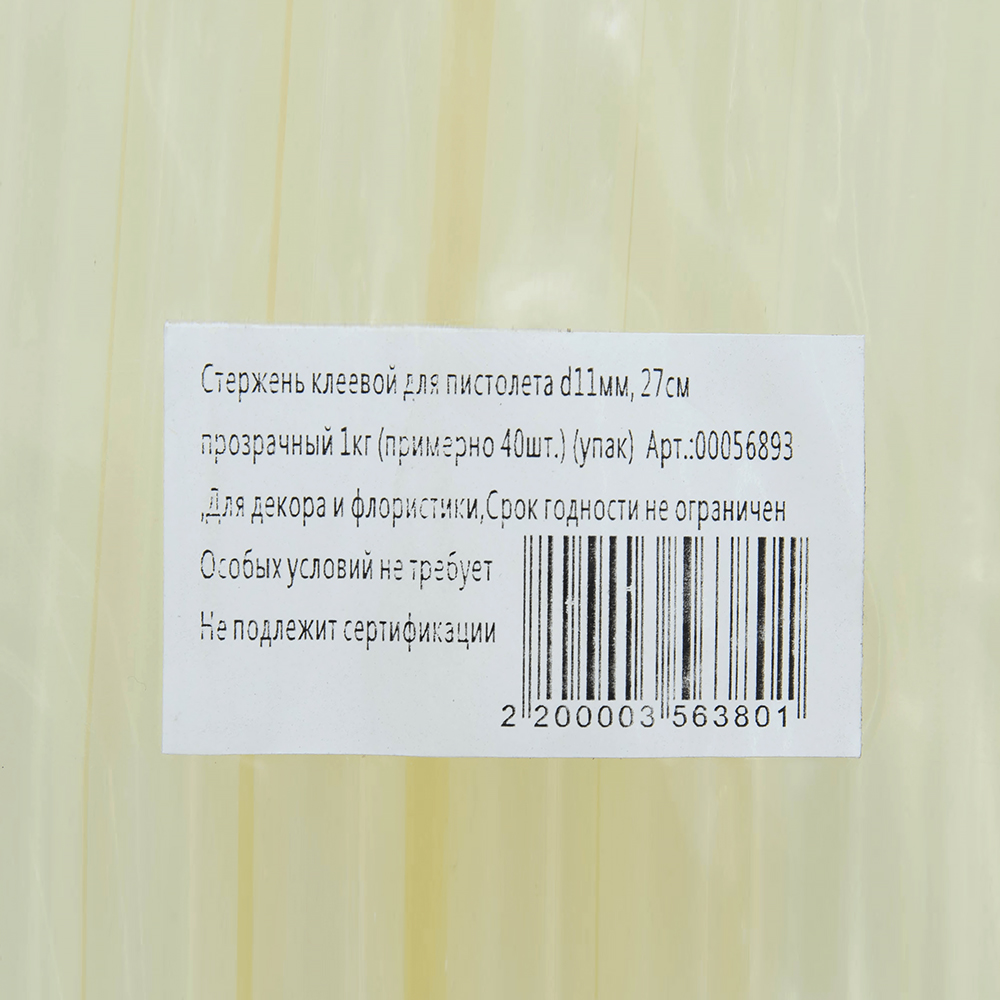 Стержень клеевой для пистолета d11мм, 27см
прозрачный 1кг (примерно 40шт.) (упак) Арт.:00056893
,Для декора и флористики,Срок годности не ограничен
Особых условий не требует
Не подлежит сертификации
2 200003 563801